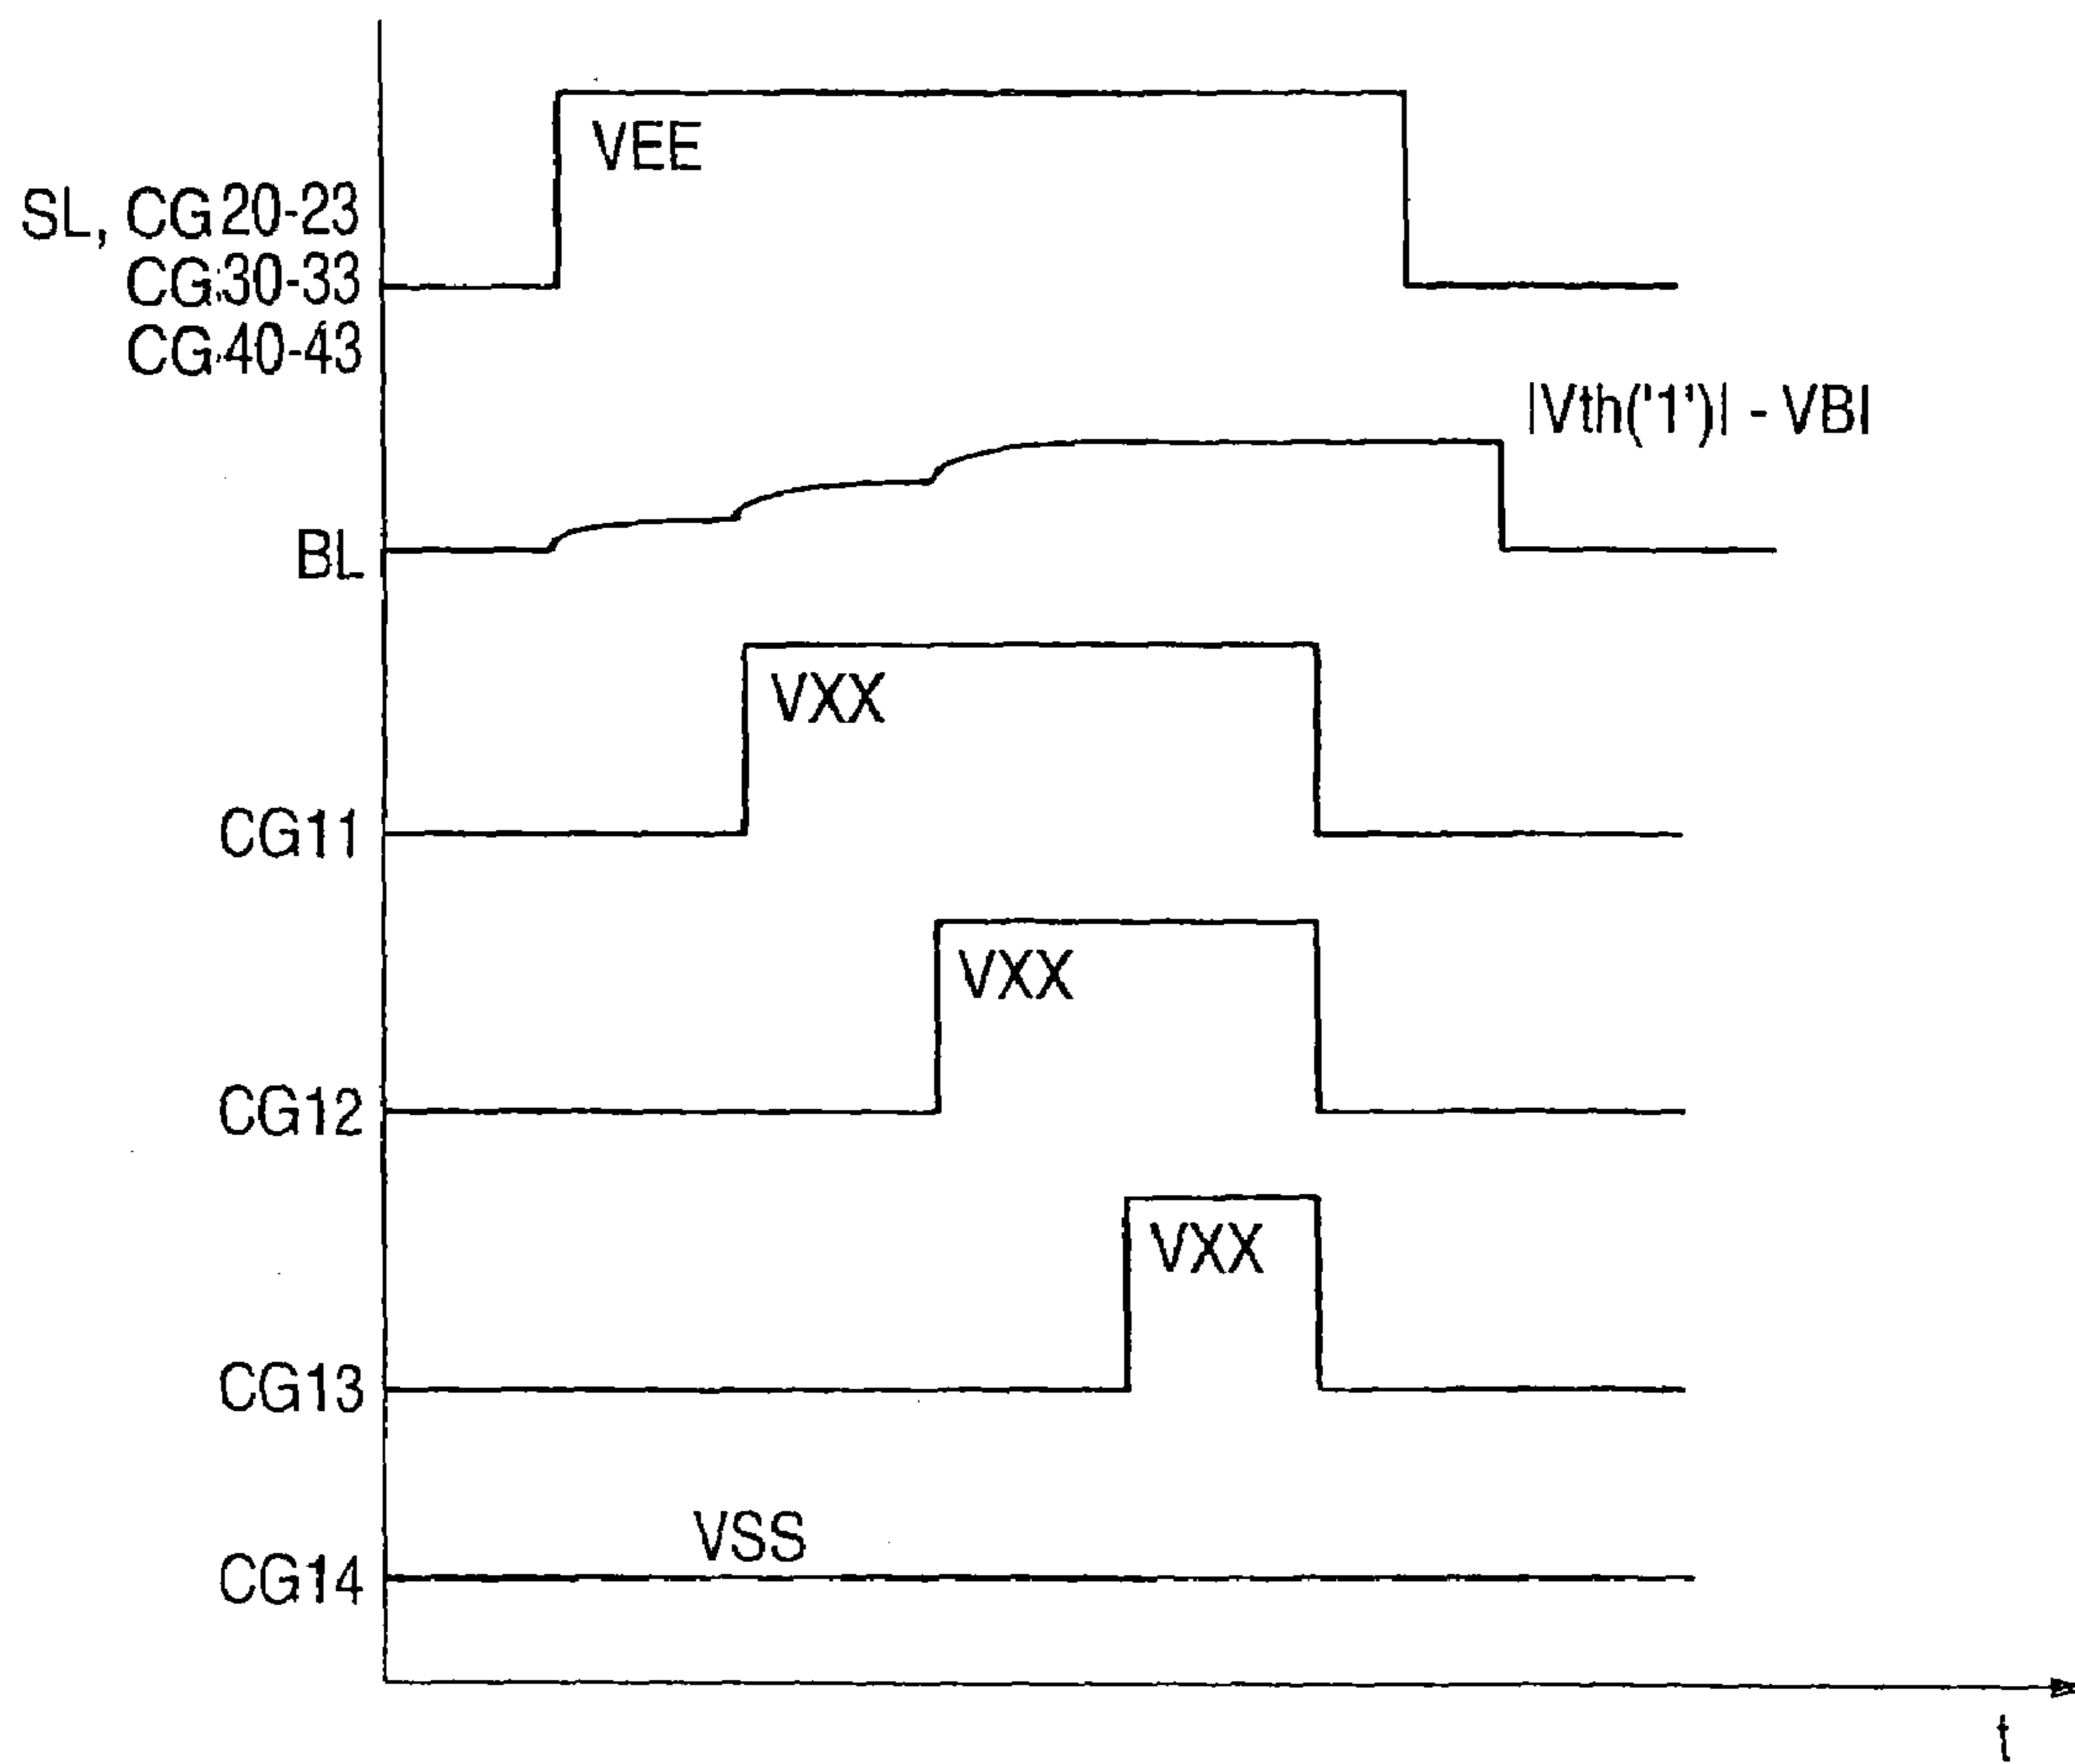 VEE
SL, CG20-23
CG30-33
CG40-43
|Vth('1')| - VBI
BL
VXX
CG11
VXX
CG12
VXX
CG13
VSS
CG14
t